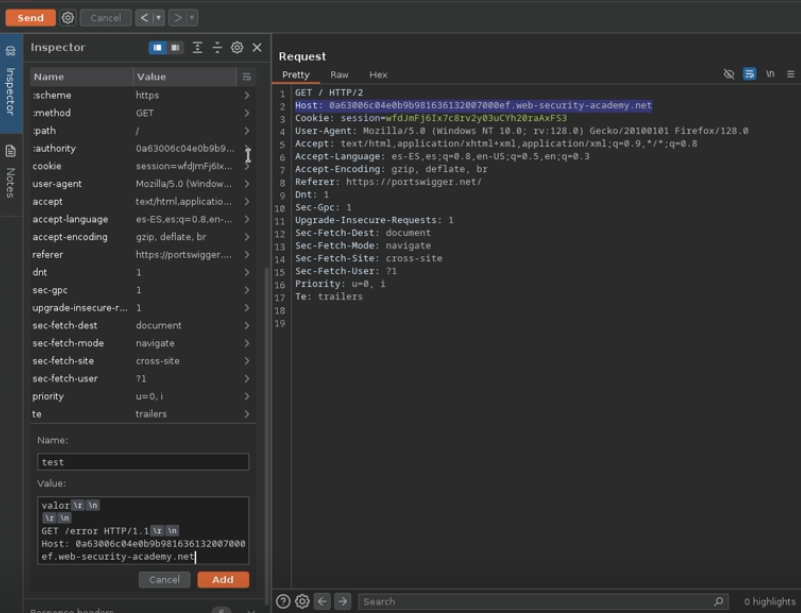 Send Cancel < >
Inspector
Request
Pretty Raw Hex \n
Name Value
:scheme https
:method GET
:path /
:authority 0a63006c04e0b9b9...
cookie session=wfdJmFj6Ix...
user-agent Mozilla/5.0 (Window...
accept text/html,applicatio...
accept-language es-ES,es;q=0.8,en-...
accept-encoding gzip, deflate, br
referer https://portswigger....
dnt 1
sec-gpc 1
upgrade-insecure-r... 1
sec-fetch-dest document
sec-fetch-mode navigate
sec-fetch-site cross-site
sec-fetch-user ?1
priority u=0, i
te trailers
Name:
test
Value:
valor\r \n
\r \n
GET /error HTTP/1.1\r \n
Host: 0a63006c04e0b9b981636132007000
ef.web-security-academy.net
Cancel Add
Response headers 6
Inspector
Notes
1 GET / HTTP/2
2 Host: 0a63006c04e0b9b981636132007000ef.web-security-academy.net
3 Cookie: session=wfdJmFj6Ix7c8rv2y03uCYh20raAxFS3
4 User-Agent: Mozilla/5.0 (Windows NT 10.0; rv:128.0) Gecko/20100101 Firefox/128.0
5 Accept: text/html,application/xhtml+xml,application/xml;q=0.9,*/*;q=0.8
6 Accept-Language: es-ES,es;q=0.8,en-US;q=0.5,en;q=0.3
7 Accept-Encoding: gzip, deflate, br
8 Referer: https://portswigger.net/
9 Dnt: 1
10 Sec-Gpc: 1
11 Upgrade-Insecure-Requests: 1
12 Sec-Fetch-Dest: document
13 Sec-Fetch-Mode: navigate
14 Sec-Fetch-Site: cross-site
15 Sec-Fetch-User: ?1
16 Priority: u=0, i
17 Te: trailers
18
19
Search 0 highlights